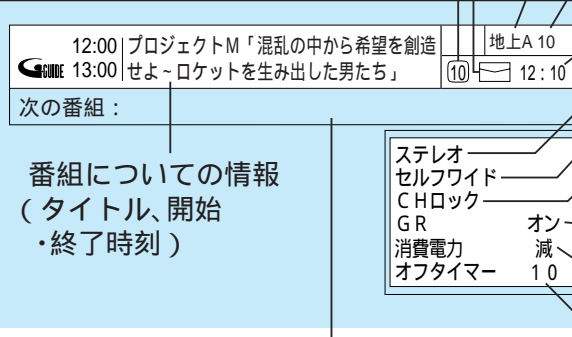 12:00 プロジェクトM「混乱の中から希望を創造
G-GUIDE 13:00 せよ~ロケットを生み出した男たち」
地上A 10
10 12:10
次の番組:
番組についての情報
(タイトル、開始
・終了時刻)
ステレオ
セルフワイド
CHロック
GR オン
消費電力 減
オフタイマー 10